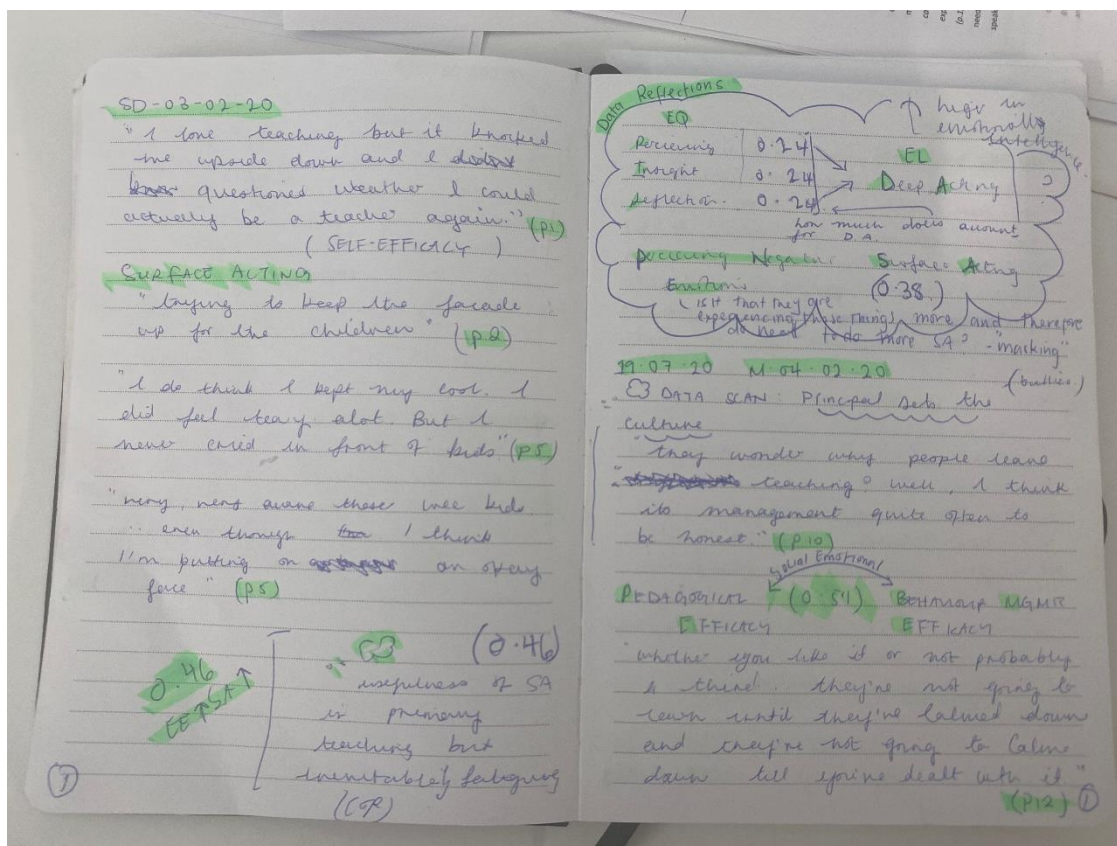 SD-03-02-20
"I love teaching but it knocked
me upside down and I
questioned weather I could
actually be a teacher again." (p1)
(SELF-EFFICACY)
SURFACE ACTING
"trying to keep the facade
up for the children" (p2)
"I do think I kept my cool. I
did feel teary alot. But I
never cried in front of kids" (p5)
"very, very aware these wee kids
... even though I think
I'm putting on an okay
face" (p5)
(0.46)
usefulness of SA
in primary
teaching but
inevitably fatiguing
0.46
EE↑SA↑
1
Data Reflections
EQ
Percieving 0.24
Insight 0.24
Reflection. 0.24
↑ high in
emotional
Intelligence.
EL
Deep Acting
how much does account
for D.A.
Percieving Negative Surface Acting
Emotions (0.38)
is it that they are
experiencing these things more and therefore
do need to do more SA? - "masking"
19.07.20 M.04.02.20
(bullies)
DATA SCAN: Principal sets the
culture
"they wonder why people leave
teaching? well, I think
its management quite often to
be honest." (p10)
Social Emotional
PEDAGOGICAL (0.54) BEHAVIOUR MGMT
EFFICACY EFFICACY
"whether you like it or not probably
I think. they're not going to
learn until they've calmed down
and they're not going to calm
down till you've dealt with it"
(p12) 1